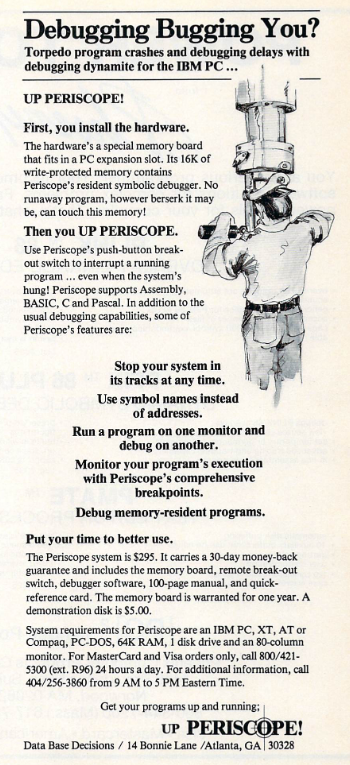 Debugging Bugging You?
Torpedo program crashes and debugging delays with
debugging dynamite for the IBM PC ...
UP PERISCOPE!
First, you install the hardware.
The hardware's a special memory board
that fits in a PC expansion slot. Its 16K of
write-protected memory contains
Periscope's resident symbolic debugger. No
runaway program, however berserk it may
be, can touch this memory!
Then you UP PERISCOPE.
Use Periscope's push-button break-
out switch to interrupt a running
program ... even when the system's
hung! Periscope supports Assembly,
BASIC, C and Pascal. In addition to the
usual debugging capabilities, some of
Periscope's features are:
Stop your system in
its tracks at any time.
Use symbol names instead
of addresses.
Run a program on one monitor and
debug on another.
Monitor your program's execution
with Periscope's comprehensive
breakpoints.
Debug memory-resident programs.
Put your time to better use.
The Periscope system is $295. It carries a 30-day money-back
guarantee and includes the memory board, remote break-out
switch, debugger software, 100-page manual, and quick-
reference card. The memory board is warranted for one year. A
demonstration disk is $5.00.
System requirements for Periscope are an IBM PC, XT, AT or
Compaq, PC-DOS, 64K RAM, 1 disk drive and an 80-column
monitor. For MasterCard and Visa orders only, call 800/421-
5300 (ext. R96) 24 hours a day. For additional information, call
404/256-3860 from 9 AM to 5 PM Eastern Time.
Get your programs up and running;
UP PERISCOPE!
Data Base Decisions / 14 Bonnie Lane /Atlanta, GA 30328